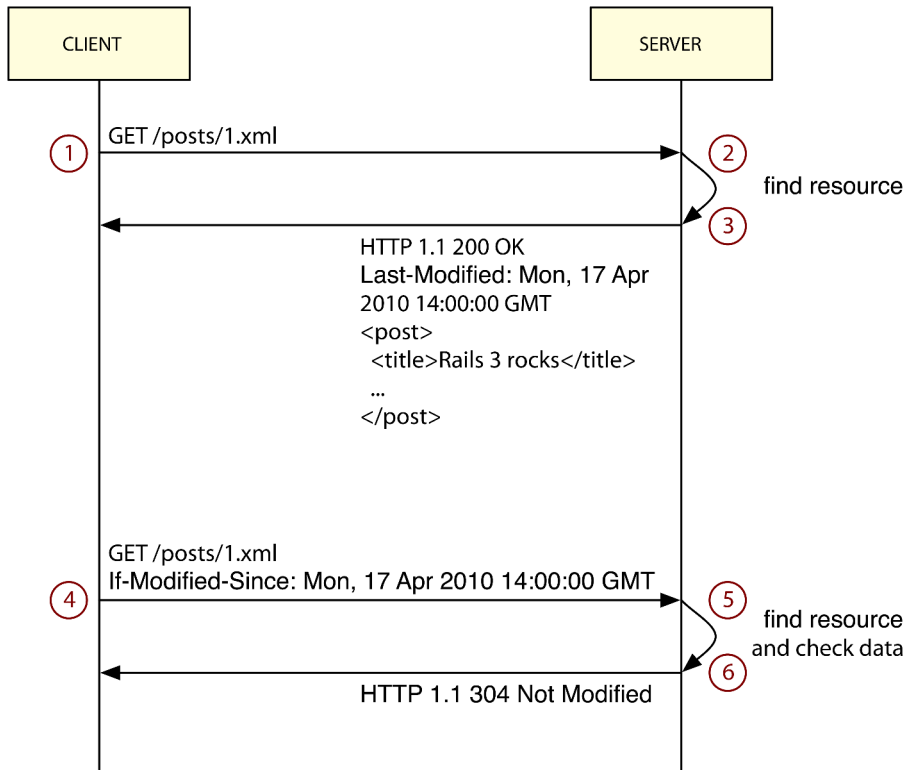 CLIENT
SERVER
GET /posts/1.xml
1
2
find resource
3
HTTP 1.1 200 OK
Last-Modified: Mon, 17 Apr
2010 14:00:00 GMT
<post>
<title>Rails 3 rocks</title>
...
</post>
GET /posts/1.xml
If-Modified-Since: Mon, 17 Apr 2010 14:00:00 GMT
4
5
find resource
and check data
6
HTTP 1.1 304 Not Modified